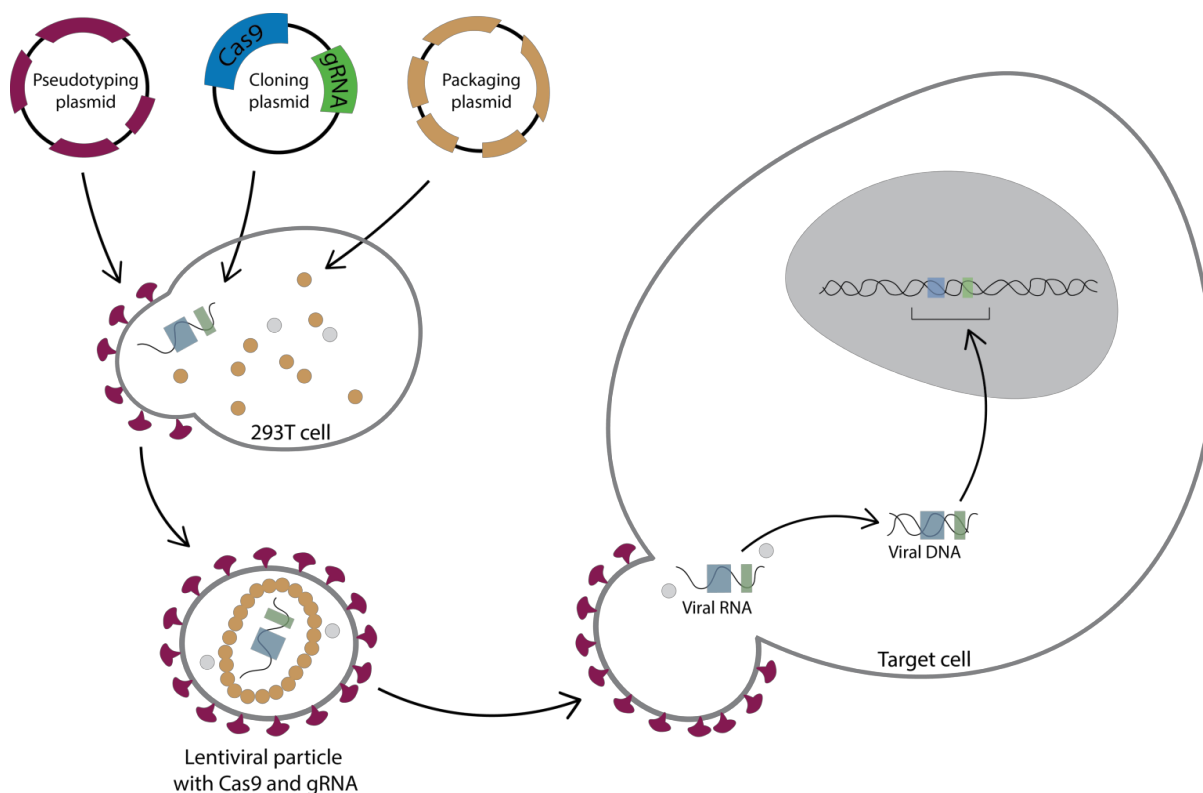 Pseudotyping
plasmid
Cas9
Cloning
plasmid
gRNA
Packaging
plasmid
293T cell
Lentiviral particle
with Cas9 and gRNA
Viral RNA
Viral DNA
Target cell